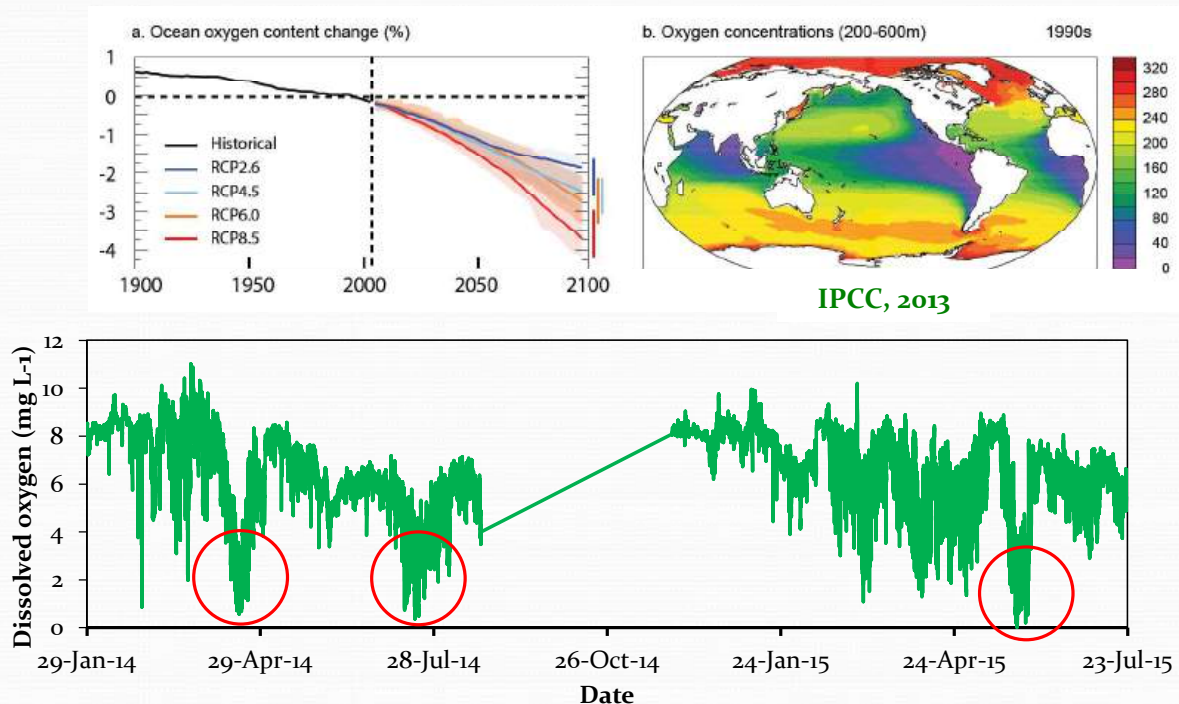 a. Ocean oxygen content change (%)
1
0
-1
-2
-3
-4
Historical
RCP2.6
RCP4.5
RCP6.0
RCP8.5
1900 1950 2000 2050 2100
b. Oxygen concentrations (200-600m) 1990s
320
280
240
200
160
120
80
40
0
IPCC, 2013
Dissolved oxygen (mg L-1)
12
10
8
6
4
2
0
29-Jan-14 29-Apr-14 28-Jul-14 26-Oct-14 24-Jan-15 24-Apr-15 23-Jul-15
Date